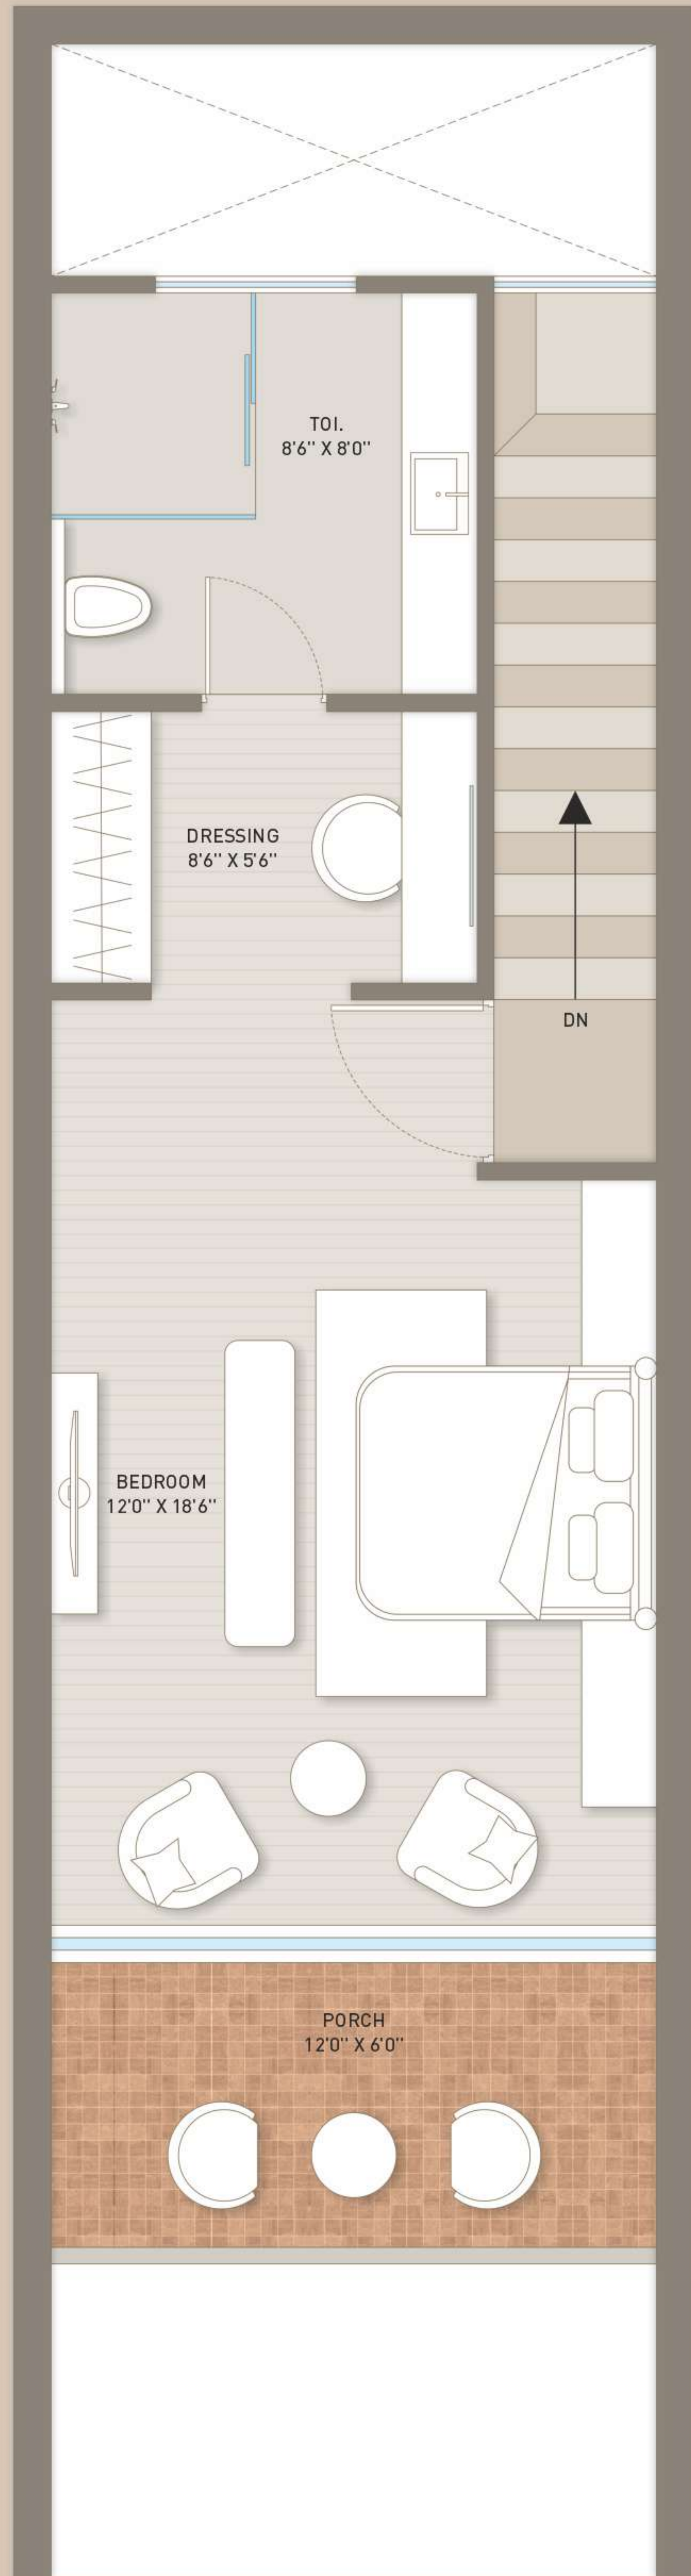 TOI.
8'6'' X 8'0''
DRESSING
8'6'' X 5'6''
DN
BEDROOM
12'0'' X 18'6''
PORCH
12'0'' X 6'0''